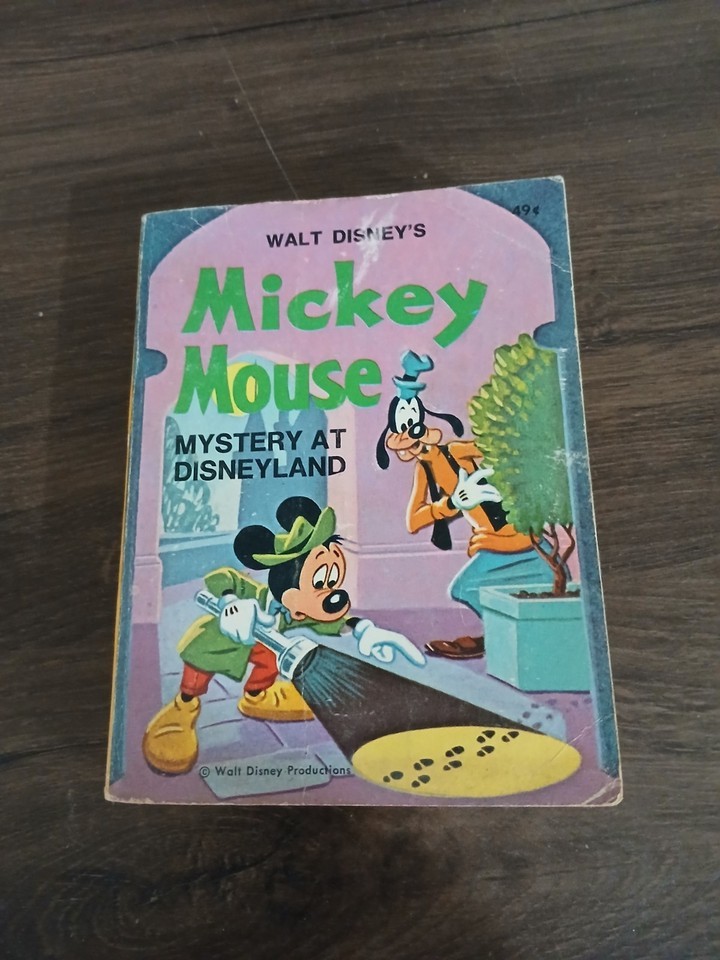 49¢
WALT DISNEY'S
Mickey
Mouse
MYSTERY AT
DISNEYLAND
© Walt Disney Productions